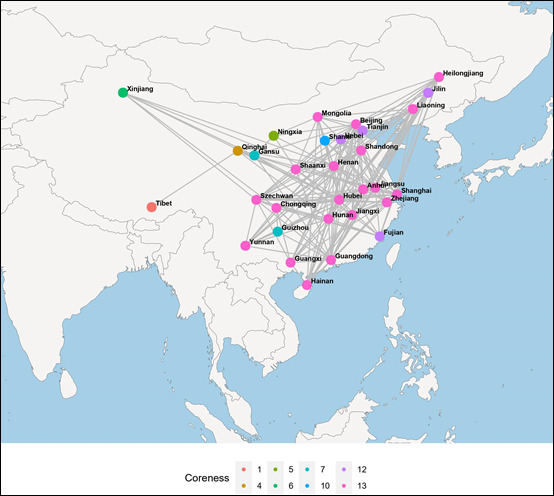 Heilongjiang
Xinjiang
Jilin
Liaoning
Mongolia
Beijing
Tianjin
Ningxia
Hebei
Qinghai
Gansu
Shandong
Shaanxi
Henan
Jiangsu
Shanghai
Szechwan
Hubei
Zhejiang
Tibet
Chongqing
Jiangxi
Hunan
Guizhou
Fujian
Yunnan
Guangxi
Guangdong
Hainan
Coreness
1 5 7 12
4 6 10 13